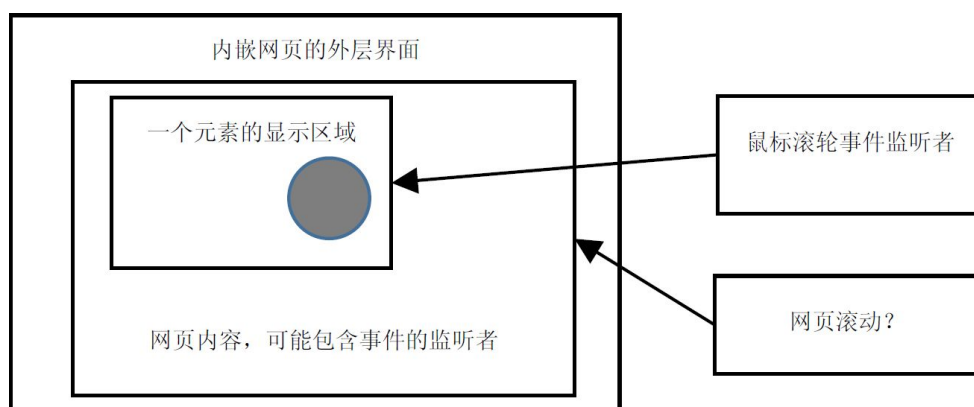 内嵌网页的外层界面
一个元素的显示区域
鼠标滚轮事件监听者
网页滚动？
网页内容，可能包含事件的监听者